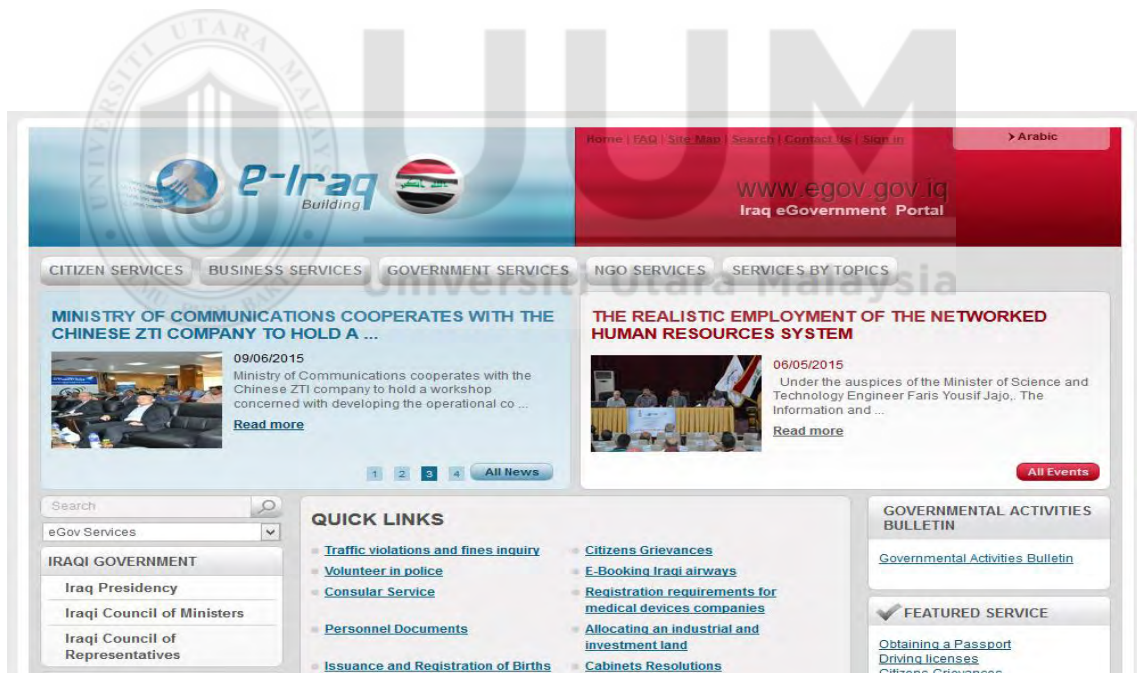 UUM
Universiti Utara Malaysia
Home | FAQ | Site Map | Search | Contact Us | Sign in
Arabic
e-Iraq
Building
www.egov.gov.iq
Iraq eGovernment Portal
CITIZEN SERVICES
BUSINESS SERVICES
GOVERNMENT SERVICES
NGO SERVICES
SERVICES BY TOPICS
MINISTRY OF COMMUNICATIONS COOPERATES WITH THE
CHINESE ZTI COMPANY TO HOLD A ...
09/06/2015
Ministry of Communications cooperates with the
Chinese ZTI company to hold a workshop
concerned with developing the operational co ...
Read more
1 2 3 4 All News
THE REALISTIC EMPLOYMENT OF THE NETWORKED
HUMAN RESOURCES SYSTEM
06/05/2015
Under the auspices of the Minister of Science and
Technology Engineer Faris Yousif Jajo,. The
Information and ...
Read more
All Events
Search
eGov Services
IRAQI GOVERNMENT
Iraq Presidency
Iraqi Council of Ministers
Iraqi Council of
Representatives
QUICK LINKS
Traffic violations and fines inquiry
Volunteer in police
Consular Service
Personnel Documents
Issuance and Registration of Births
Citizens Grievances
E-Booking Iraqi airways
Registration requirements for
medical devices companies
Allocating an industrial and
investment land
Cabinets Resolutions
GOVERNMENTAL ACTIVITIES
BULLETIN
Governmental Activities Bulletin
FEATURED SERVICE
Obtaining a Passport
Driving licenses
Citizens Grievances